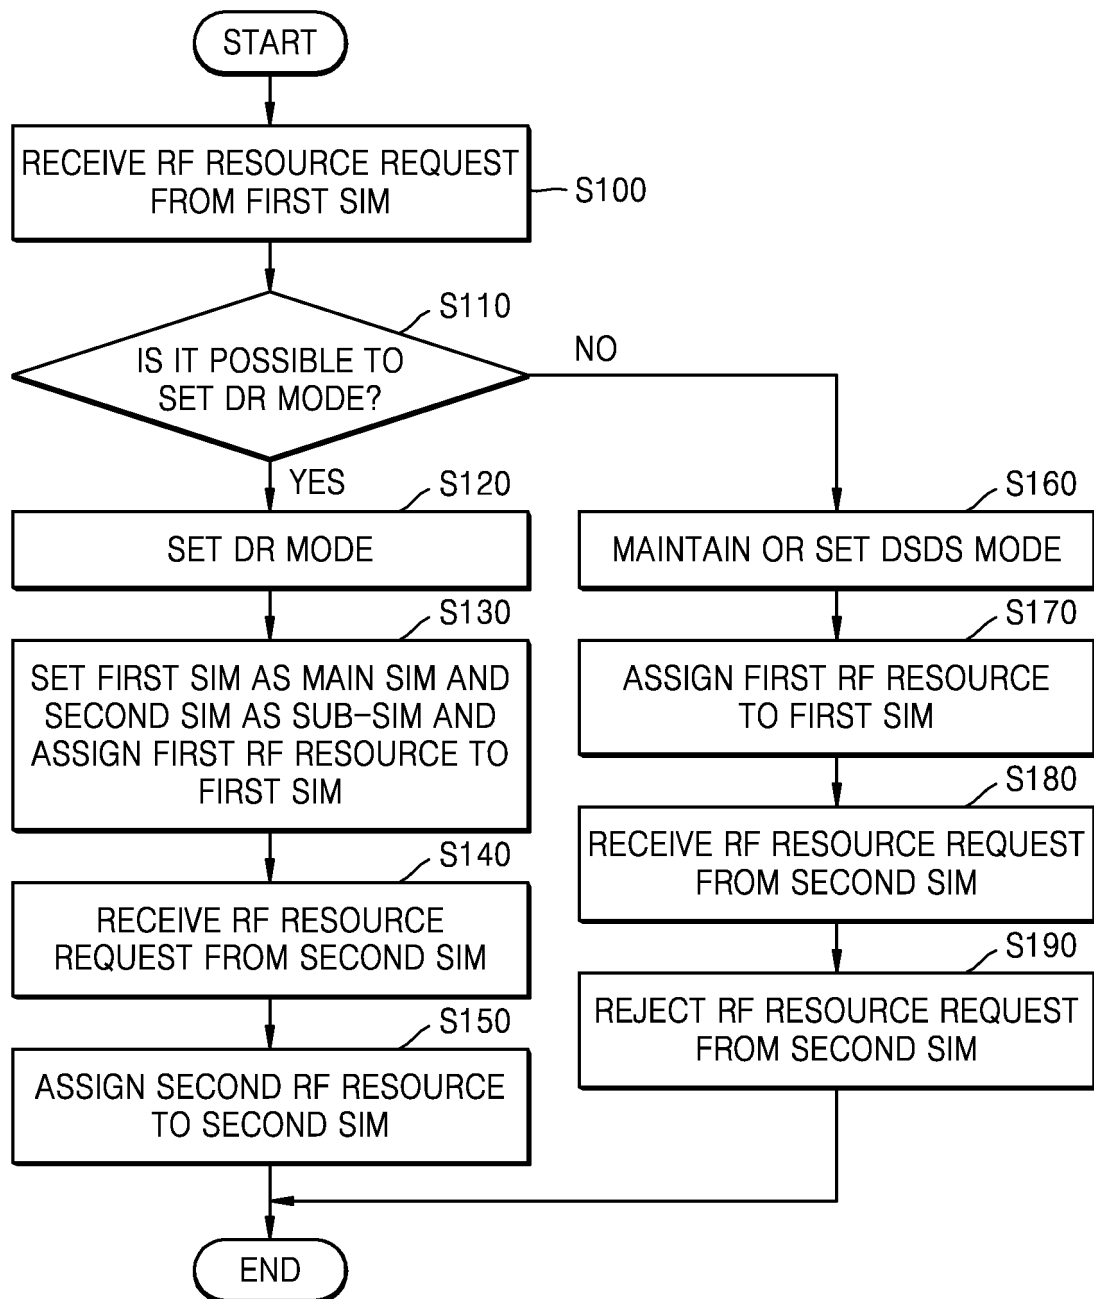 START
RECEIVE RF RESOURCE REQUEST
FROM FIRST SIM
S100
S110
IS IT POSSIBLE TO
SET DR MODE?
NO
YES
S120
SET DR MODE
S130
SET FIRST SIM AS MAIN SIM AND
SECOND SIM AS SUB-SIM AND
ASSIGN FIRST RF RESOURCE TO
FIRST SIM
S140
RECEIVE RF RESOURCE
REQUEST FROM SECOND SIM
S150
ASSIGN SECOND RF RESOURCE
TO SECOND SIM
S160
MAINTAIN OR SET DSDS MODE
S170
ASSIGN FIRST RF RESOURCE
TO FIRST SIM
S180
RECEIVE RF RESOURCE REQUEST
FROM SECOND SIM
S190
REJECT RF RESOURCE REQUEST
FROM SECOND SIM
END